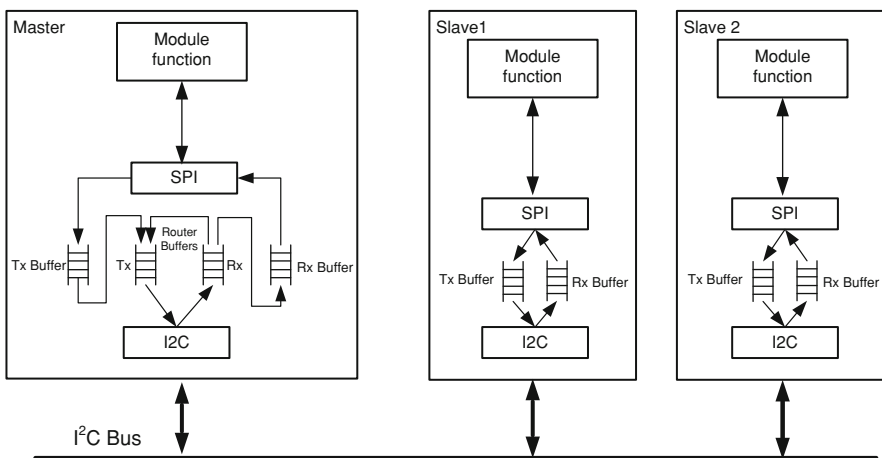 Master
Module
function
SPI
Router
Buffers
Tx Buffer
Tx
Rx
Rx Buffer
I2C
Slave1
Module
function
SPI
Tx Buffer
Rx Buffer
I2C
Slave 2
Module
function
SPI
Tx Buffer
Rx Buffer
I2C
I²C Bus